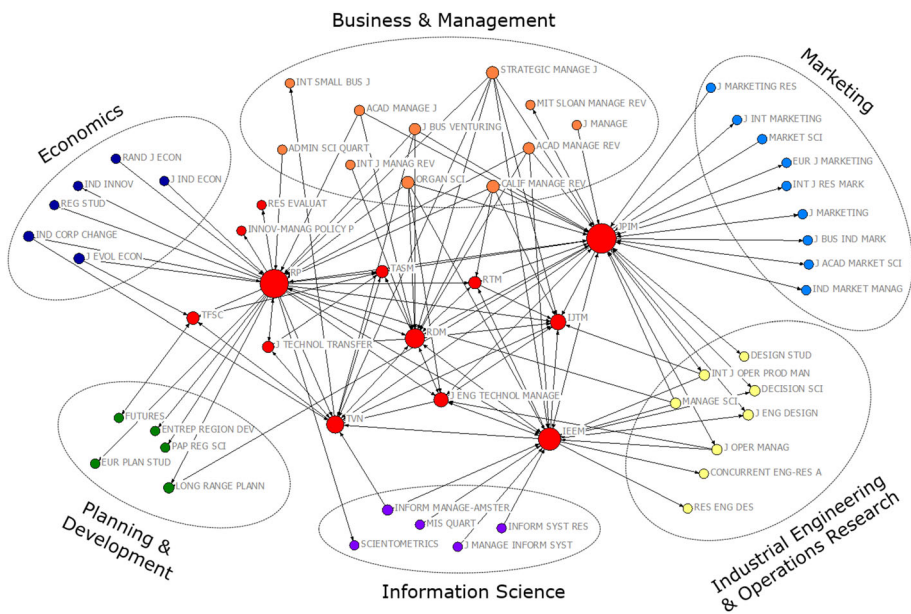 Business & Management
Marketing
Economics
STRATEGIC MANAGE J
INT SMALL BUS J
J MARKETING RES
ACAD MANAGE J
MIT SLOAN MANAGE REV
J INT MARKETING
J BUS VENTURING
J MANAGE
MARKET SCI
ADMIN SCI QUART
ACAD MANAGE REV
RAND J ECON
INT J MANAG REV
EUR J MARKETING
J IND ECON
ORGAN SCI
CALIF MANAGE REV
INT J RES MARK
IND INNOV
REG STUD
RES EVALUAT
J MARKETING
INNOV-MANAG POLICY P
IND CORP CHANGE
JPIM
J BUS IND MARK
J EVOL ECON
J ACAD MARKET SCI
RP
TASM
RTM
IND MARKET MANAG
TFSC
IJTM
RDM
J TECHNOL TRANSFER
DESIGN STUD
INT J OPER PROD MAN
DECISION SCI
J ENG TECHNOL MANAGE
MANAGE SCI
J ENG DESIGN
FUTURES
TVN
ENTREP REGION DEV
IEEM
PAP REG SCI
J OPER MANAG
EUR PLAN STUD
CONCURRENT ENG-RES A
LONG RANGE PLANN
RES ENG DES
INFORM MANAGE-AMSTER
MIS QUART
INFORM SYST RES
SCIENTOMETRICS
J MANAGE INFORM SYST
Planning &
Development
Information Science
Industrial Engineering
& Operations Research